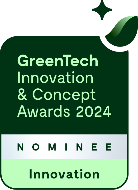 GreenTech
Innovation
& Concept
Awards 2024
NOMINEE
Innovation